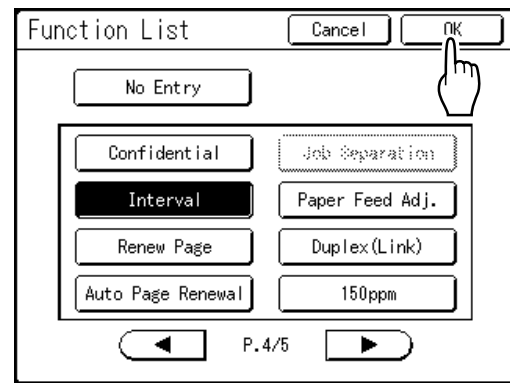 Function List Cancel OK
No Entry
Confidential Job Separation
Interval Paper Feed Adj.
Renew Page Duplex(Link)
Auto Page Renewal 150ppm
P.4/5